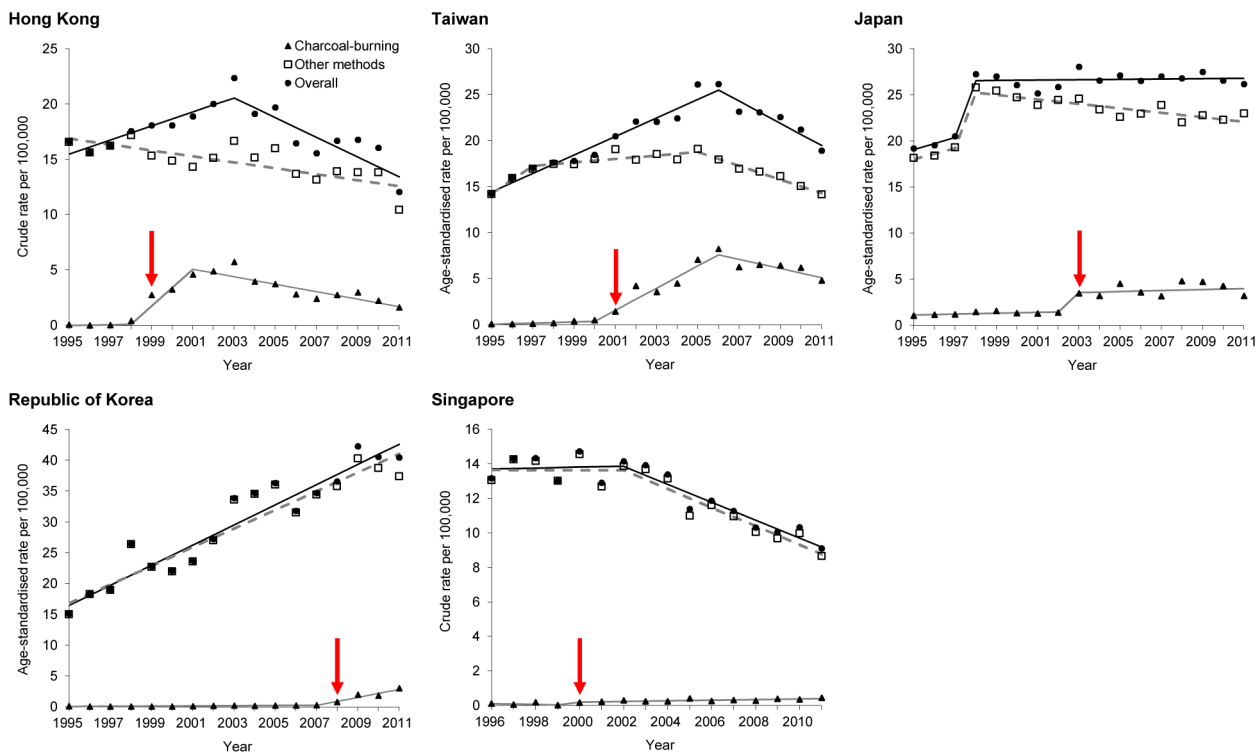 Hong Kong
Charcoal-burning
Other methods
Overall
Crude rate per 100,000
25
20
15
10
5
0
1995 1997 1999 2001 2003 2005 2007 2009 2011
Year
Taiwan
Age-standardised rate per 100,000
30
25
20
15
10
5
0
1995 1997 1999 2001 2003 2005 2007 2009 2011
Year
Japan
Age-standardised rate per 100,000
30
25
20
15
10
5
0
1995 1997 1999 2001 2003 2005 2007 2009 2011
Year
Republic of Korea
Age-standardised rate per 100,000
45
40
35
30
25
20
15
10
5
0
1995 1997 1999 2001 2003 2005 2007 2009 2011
Year
Singapore
Crude rate per 100,000
16
14
12
10
8
6
4
2
0
1996 1998 2000 2002 2004 2006 2008 2010
Year